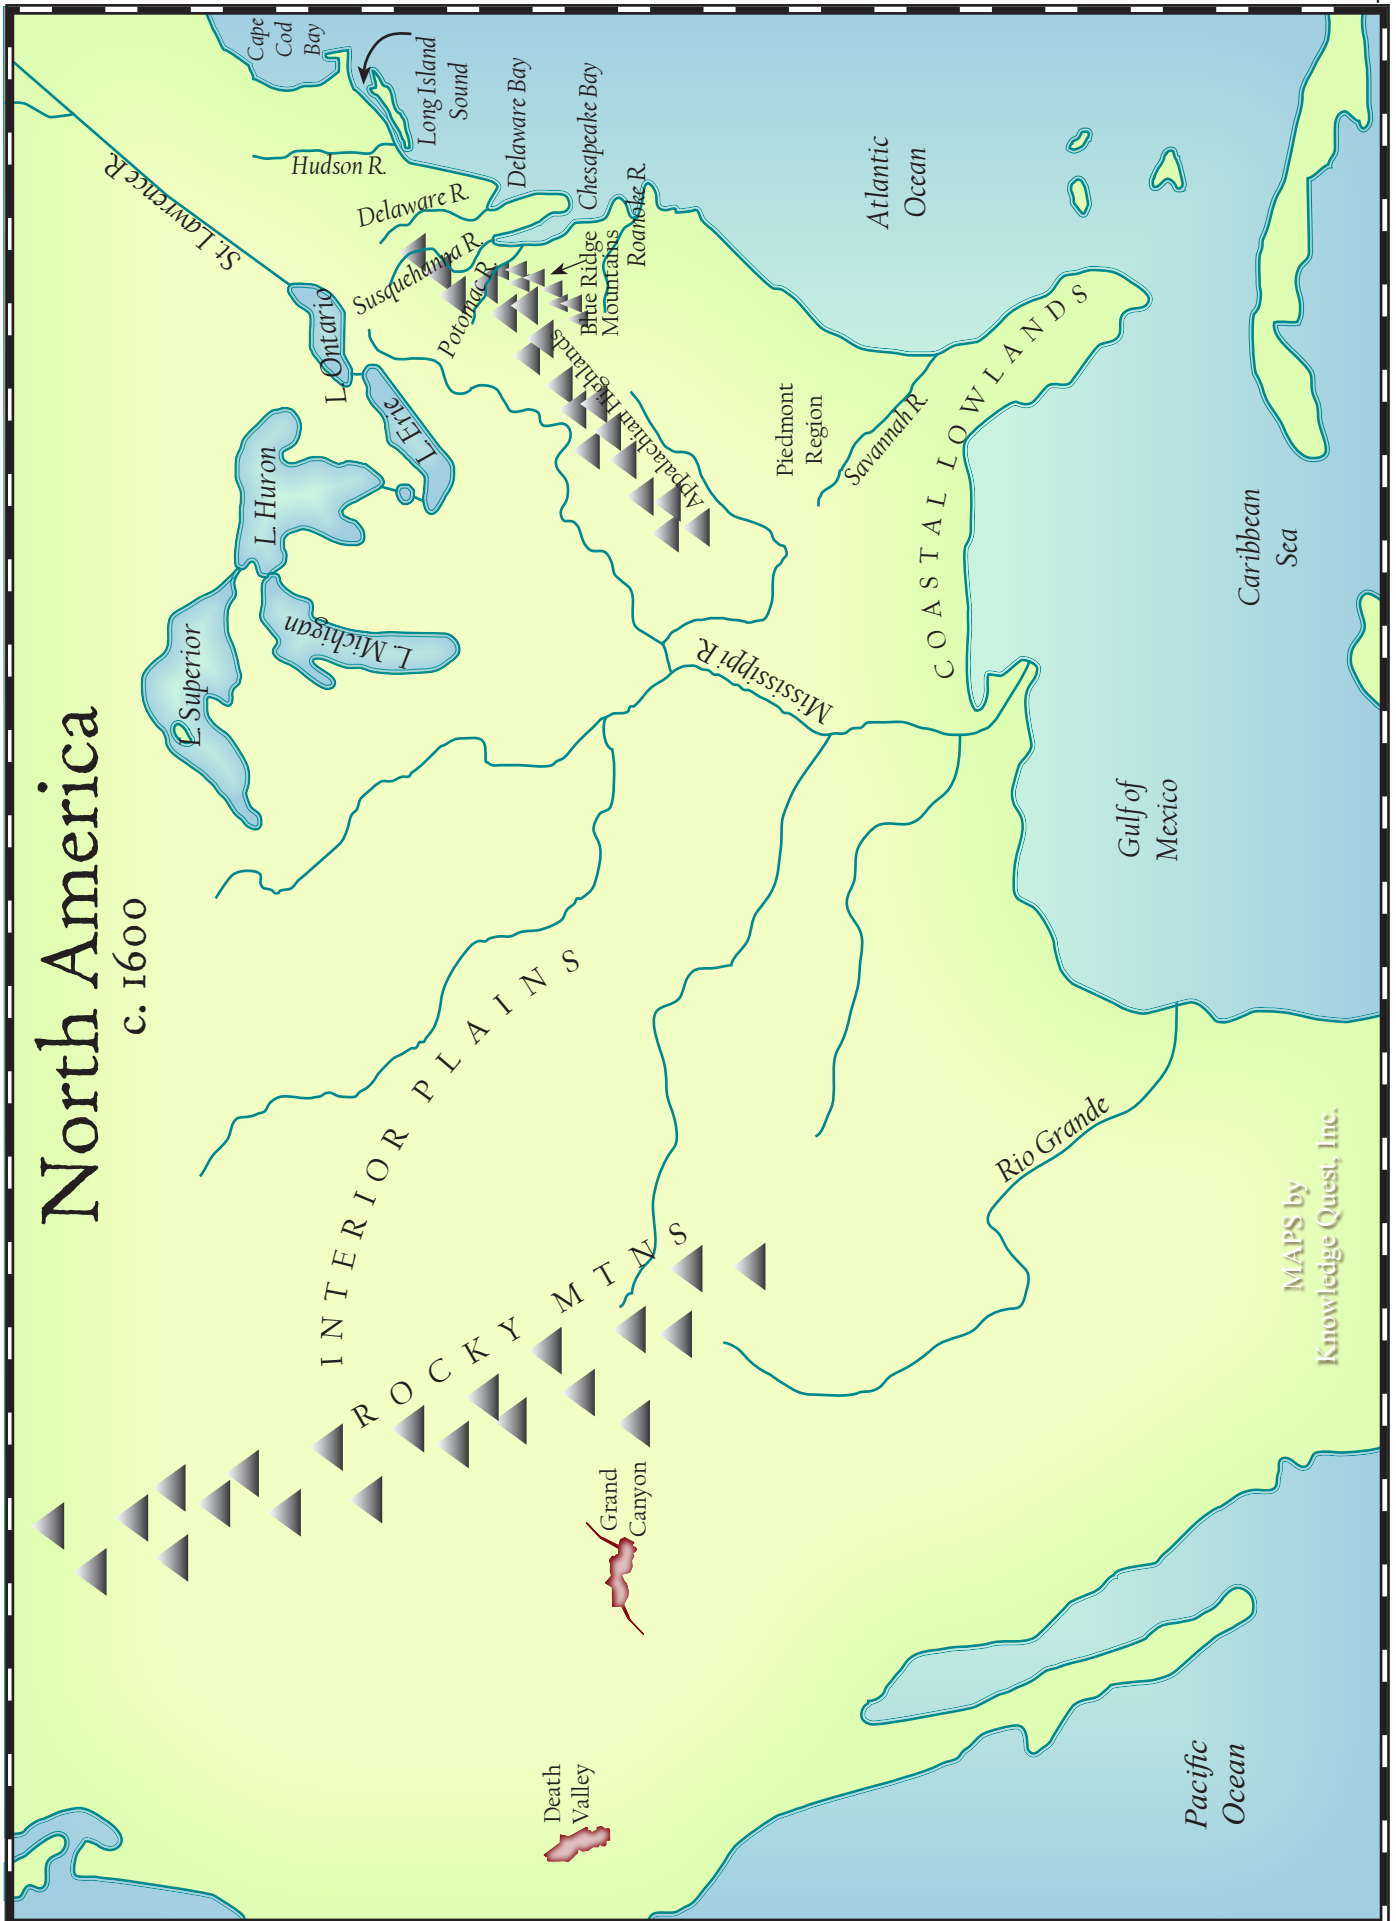 North America
c. 1600
Cape
Cod
Bay
Long Island
Sound
Delaware Bay
Chesapeake Bay
St. Lawrence R.
Hudson R.
Delaware R.
Susquehanna R.
Potomac R.
Roanoke R.
Blue Ridge
Mountains
Appalachian Highlands
L. Ontario
L. Erie
L. Huron
L. Michigan
L. Superior
Atlantic
Ocean
Piedmont
Region
Savannah R.
COASTAL LOWLANDS
Mississippi R.
Caribbean
Sea
Gulf of
Mexico
INTERIOR PLAINS
ROCKY MTNS
Rio Grande
Grand
Canyon
Death
Valley
Pacific
Ocean
MAPS by
Knowledge Quest, Inc.